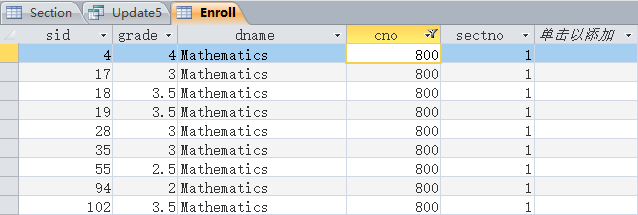 Section Update5 Enroll
sid grade dname cno sectno 单击以添加
4 4 Mathematics 800 1
17 3 Mathematics 800 1
18 3.5 Mathematics 800 1
19 3.5 Mathematics 800 1
28 3 Mathematics 800 1
35 3 Mathematics 800 1
55 2.5 Mathematics 800 1
94 2 Mathematics 800 1
102 3.5 Mathematics 800 1